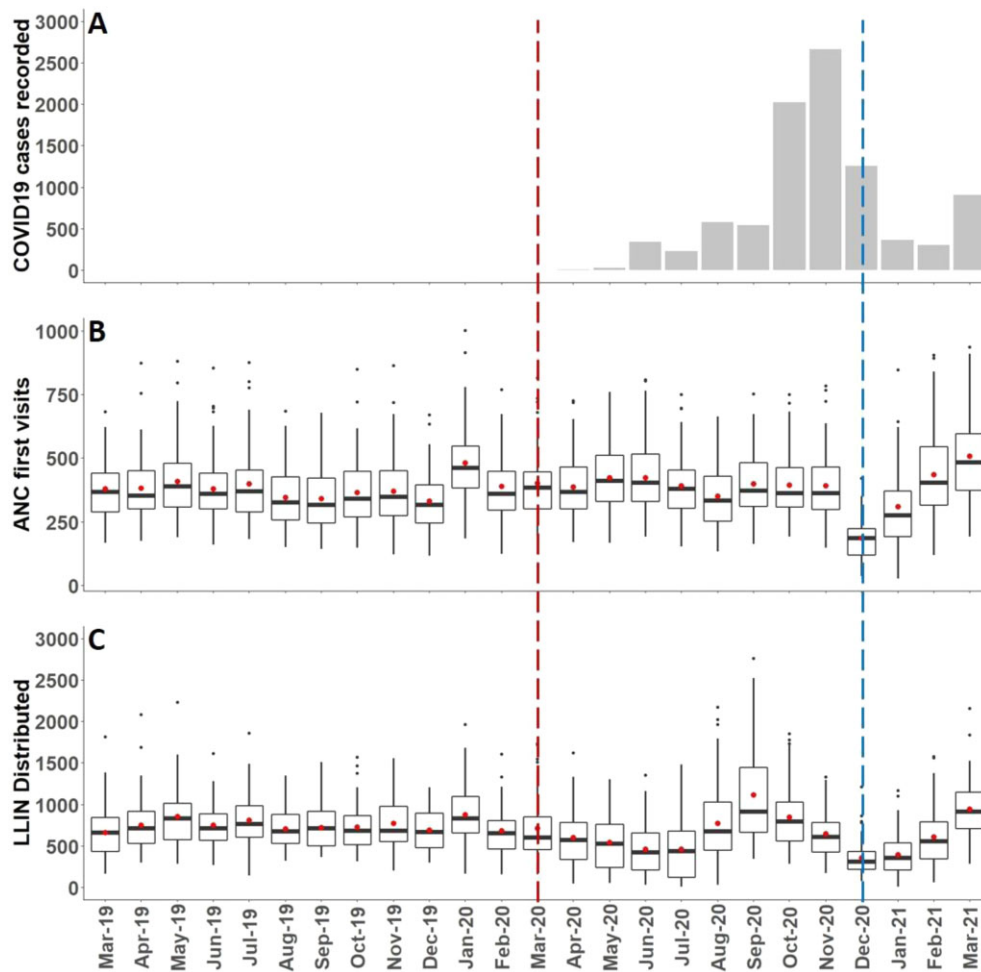 A
COVID19 cases recorded
3000
2500
2000
1500
1000
500
0
B
ANC first visits
1000
750
500
250
0
C
LLIN Distributed
3000
2500
2000
1500
1000
500
0
Mar-19
Apr-19
May-19
Jun-19
Jul-19
Aug-19
Sep-19
Oct-19
Nov-19
Dec-19
Jan-20
Feb-20
Mar-20
Apr-20
May-20
Jun-20
Jul-20
Aug-20
Sep-20
Oct-20
Nov-20
Dec-20
Jan-21
Feb-21
Mar-21